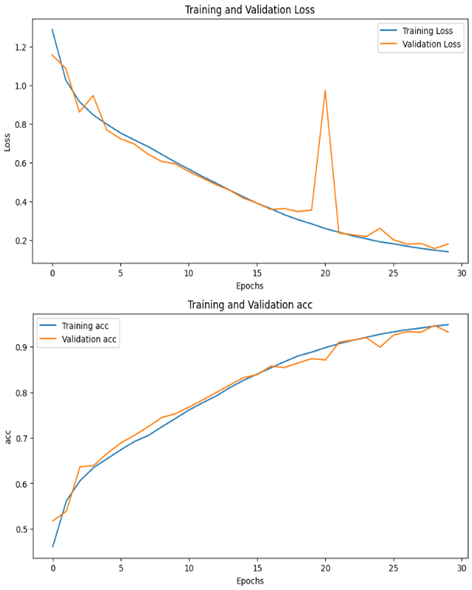 Training and Validation Loss
Training Loss
Validation Loss
1.2
1.0
0.8
0.6
0.4
0.2
Loss
0 5 10 15 20 25 30
Epochs
Training and Validation acc
Training acc
Validation acc
0.9
0.8
0.7
0.6
0.5
acc
0 5 10 15 20 25 30
Epochs